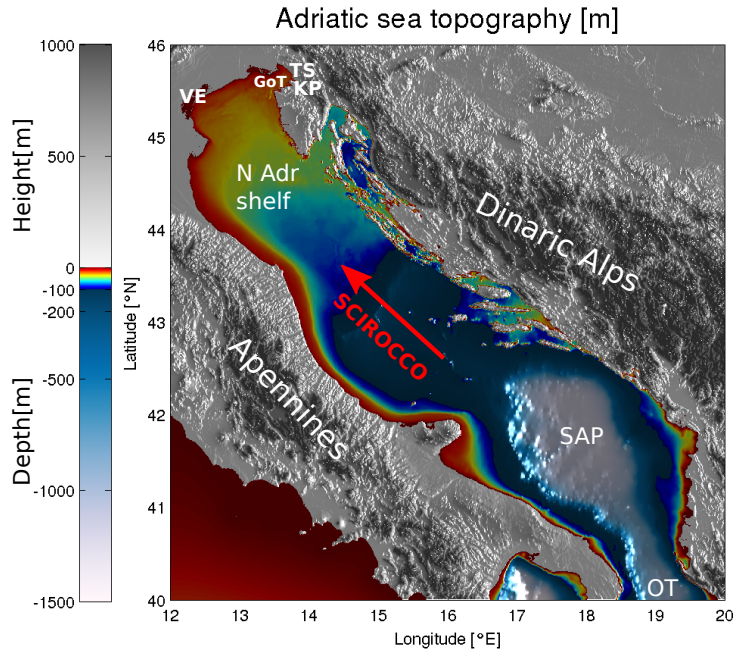 Adriatic sea topography [m]
Height[m]
Depth[m]
1000
500
0
-100
-200
-500
-1000
-1500
Latitude [°N]
46
45
44
43
42
41
40
VE
GoT
TS
KP
N Adr
shelf
Dinaric Alps
SCIROCCO
Apennines
SAP
OT
12
13
14
15
16
17
18
19
20
Longitude [°E]